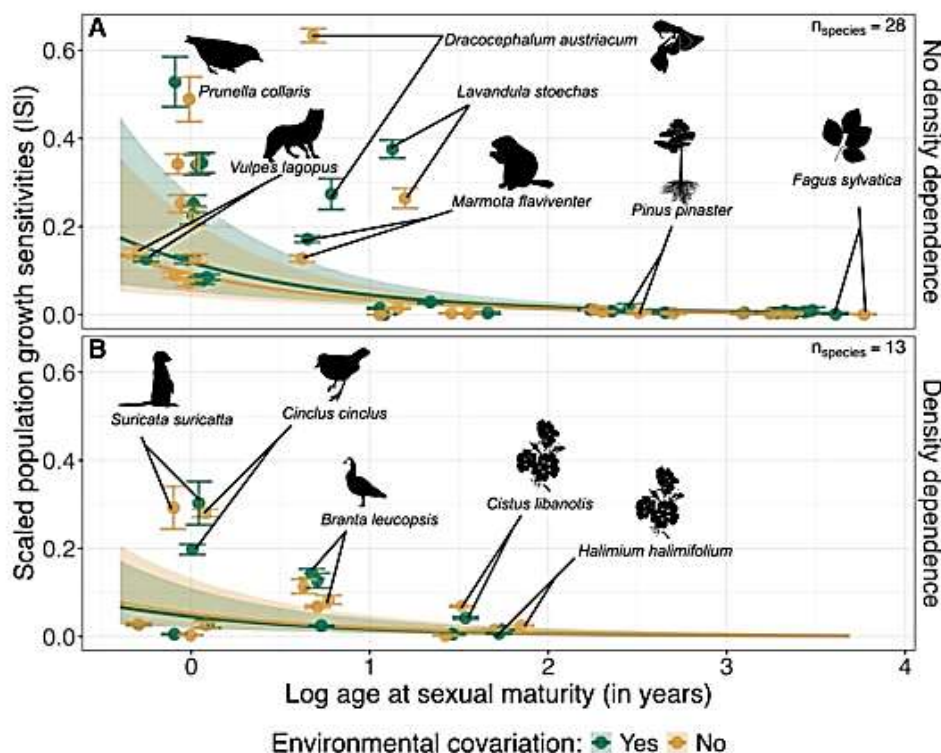 A
n species = 28
0.6
Dracocephalum austriacum
Prunella collaris
Lavandula stoechas
0.4
Vulpes lagopus
Fagus sylvatica
Marmota flaviventer
Pinus pinaster
0.2
0.0
No density dependence
B
n species = 13
0.6
Suricata suricatta
Cinclus cinclus
0.4
Cistus libanotis
Branta leucopsis
Halimium halimifolium
0.2
0.0
Density dependence
Scaled population growth sensitivities (|S|)
0 1 2 3 4
Log age at sexual maturity (in years)
Environmental covariation: Yes No